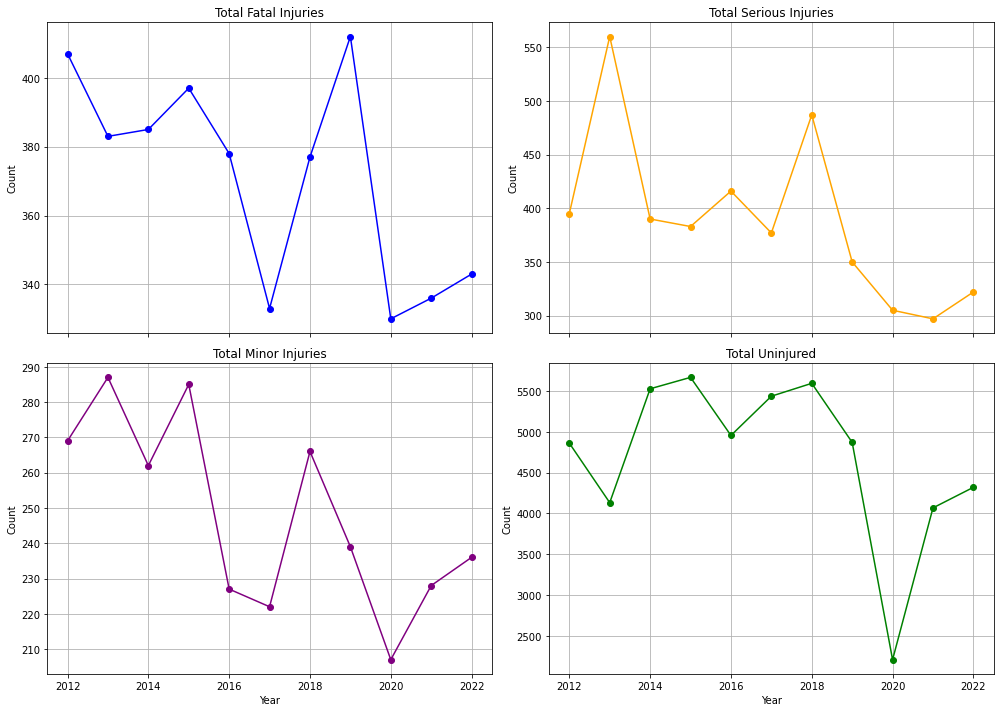 Total Fatal Injuries
Count
400
380
360
340
Total Serious Injuries
Count
550
500
450
400
350
300
Total Minor Injuries
Count
290
280
270
260
250
240
230
220
210
2012 2014 2016 2018 2020 2022
Year
Total Uninjured
Count
5500
5000
4500
4000
3500
3000
2500
2012 2014 2016 2018 2020 2022
Year